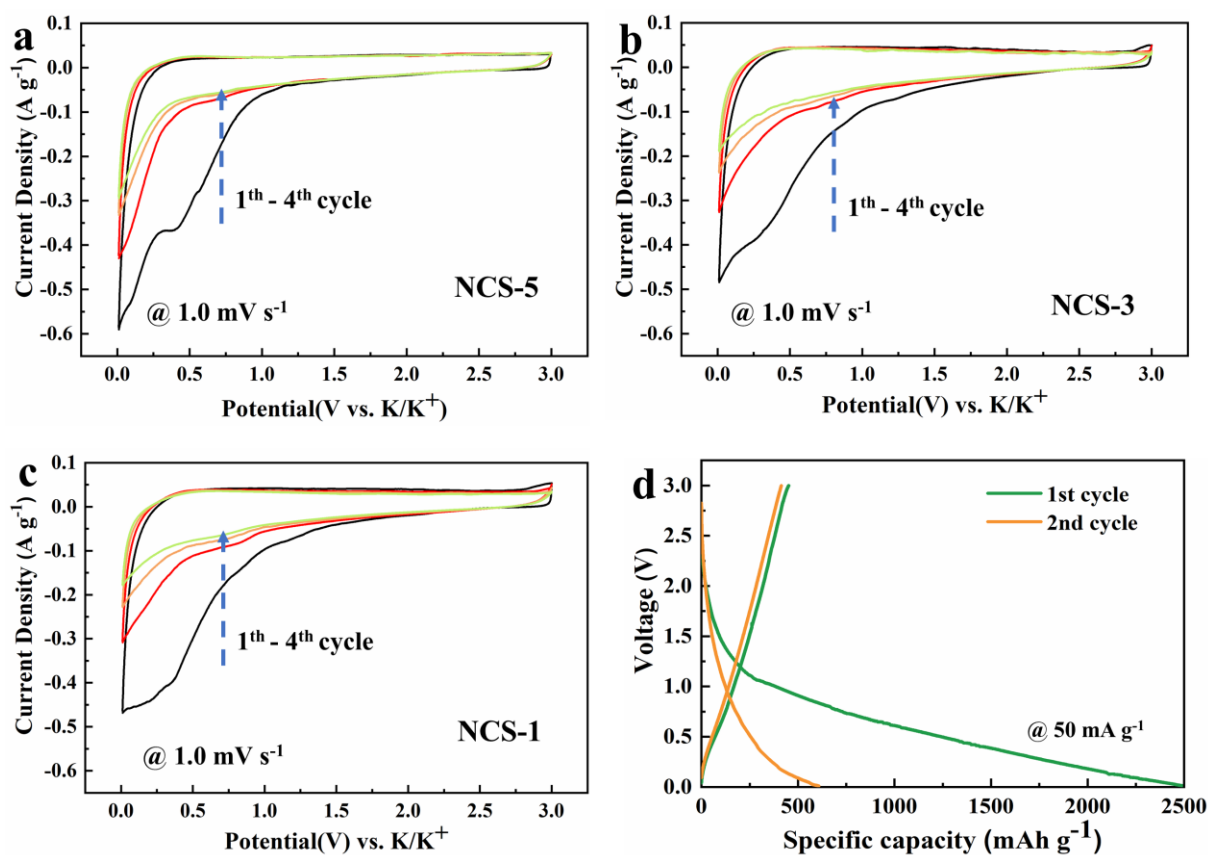 a
0.1
0.0
-0.1
-0.2
-0.3
-0.4
-0.5
-0.6
Current Density (A g-1)
1th - 4th cycle
NCS-5
@ 1.0 mV s-1
0.0 0.5 1.0 1.5 2.0 2.5 3.0
Potential(V vs. K/K+)
b
0.1
0.0
-0.1
-0.2
-0.3
-0.4
-0.5
-0.6
Current Density (A g-1)
1th - 4th cycle
NCS-3
@ 1.0 mV s-1
0.0 0.5 1.0 1.5 2.0 2.5 3.0
Potential(V) vs. K/K+
c
0.1
0.0
-0.1
-0.2
-0.3
-0.4
-0.5
-0.6
Current Density (A g-1)
1th - 4th cycle
NCS-1
@ 1.0 mV s-1
0.0 0.5 1.0 1.5 2.0 2.5 3.0
Potential(V) vs. K/K+
d
3.0
2.5
2.0
1.5
1.0
0.5
0.0
Voltage (V)
1st cycle
2nd cycle
@ 50 mA g-1
0 500 1000 1500 2000 2500
Specific capacity (mAh g-1)